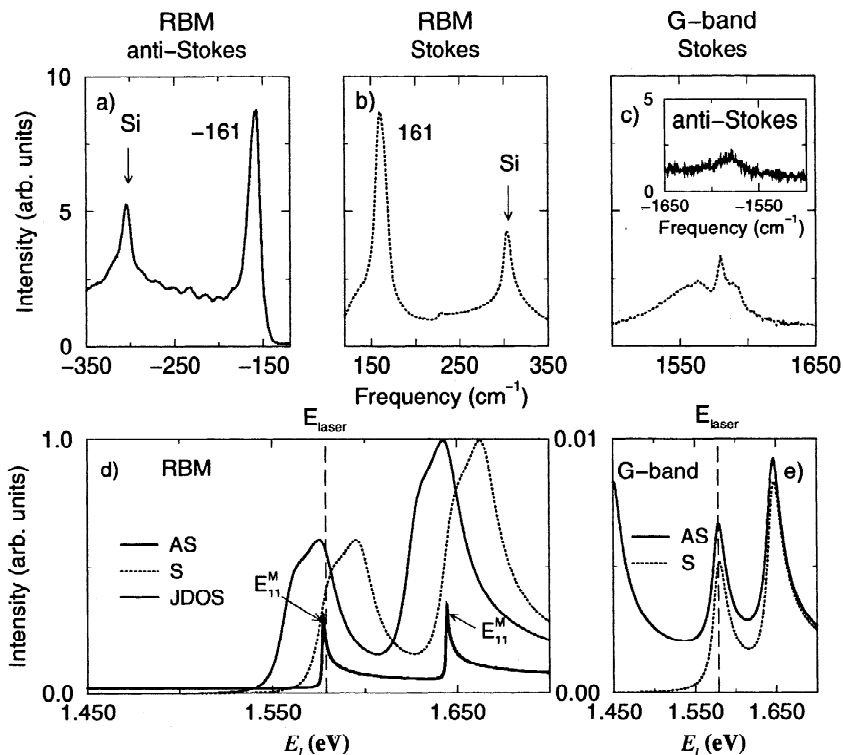 RBM
anti−Stokes
RBM
Stokes
G−band
Stokes
10
5
0
Intensity (arb. units)
a)
Si
−161
−350
−250
−150
b)
161
Si
150
250
350
Frequency (cm⁻¹)
c)
5
0
anti−Stokes
−1650
−1550
Frequency (cm⁻¹)
1550
1650
E_laser
E_laser
1.0
0.0
Intensity (arb. units)
d)
RBM
AS
S
JDOS
E₁₁ᴹ
E₁₁ᴹ
1.450
1.550
1.650
E_l (eV)
0.01
0.00
G−band
e)
AS
S
1.450
1.550
1.650
E_l (eV)